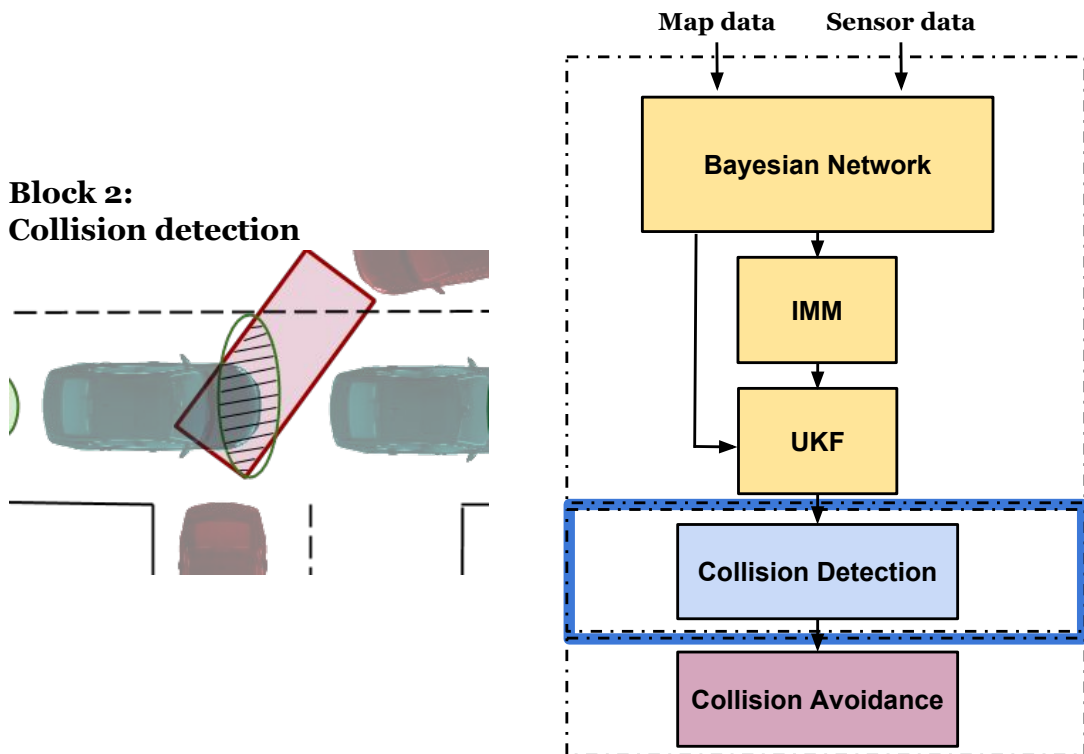 Map data
Sensor data
Bayesian Network
Block 2:
Collision detection
IMM
UKF
Collision Detection
Collision Avoidance